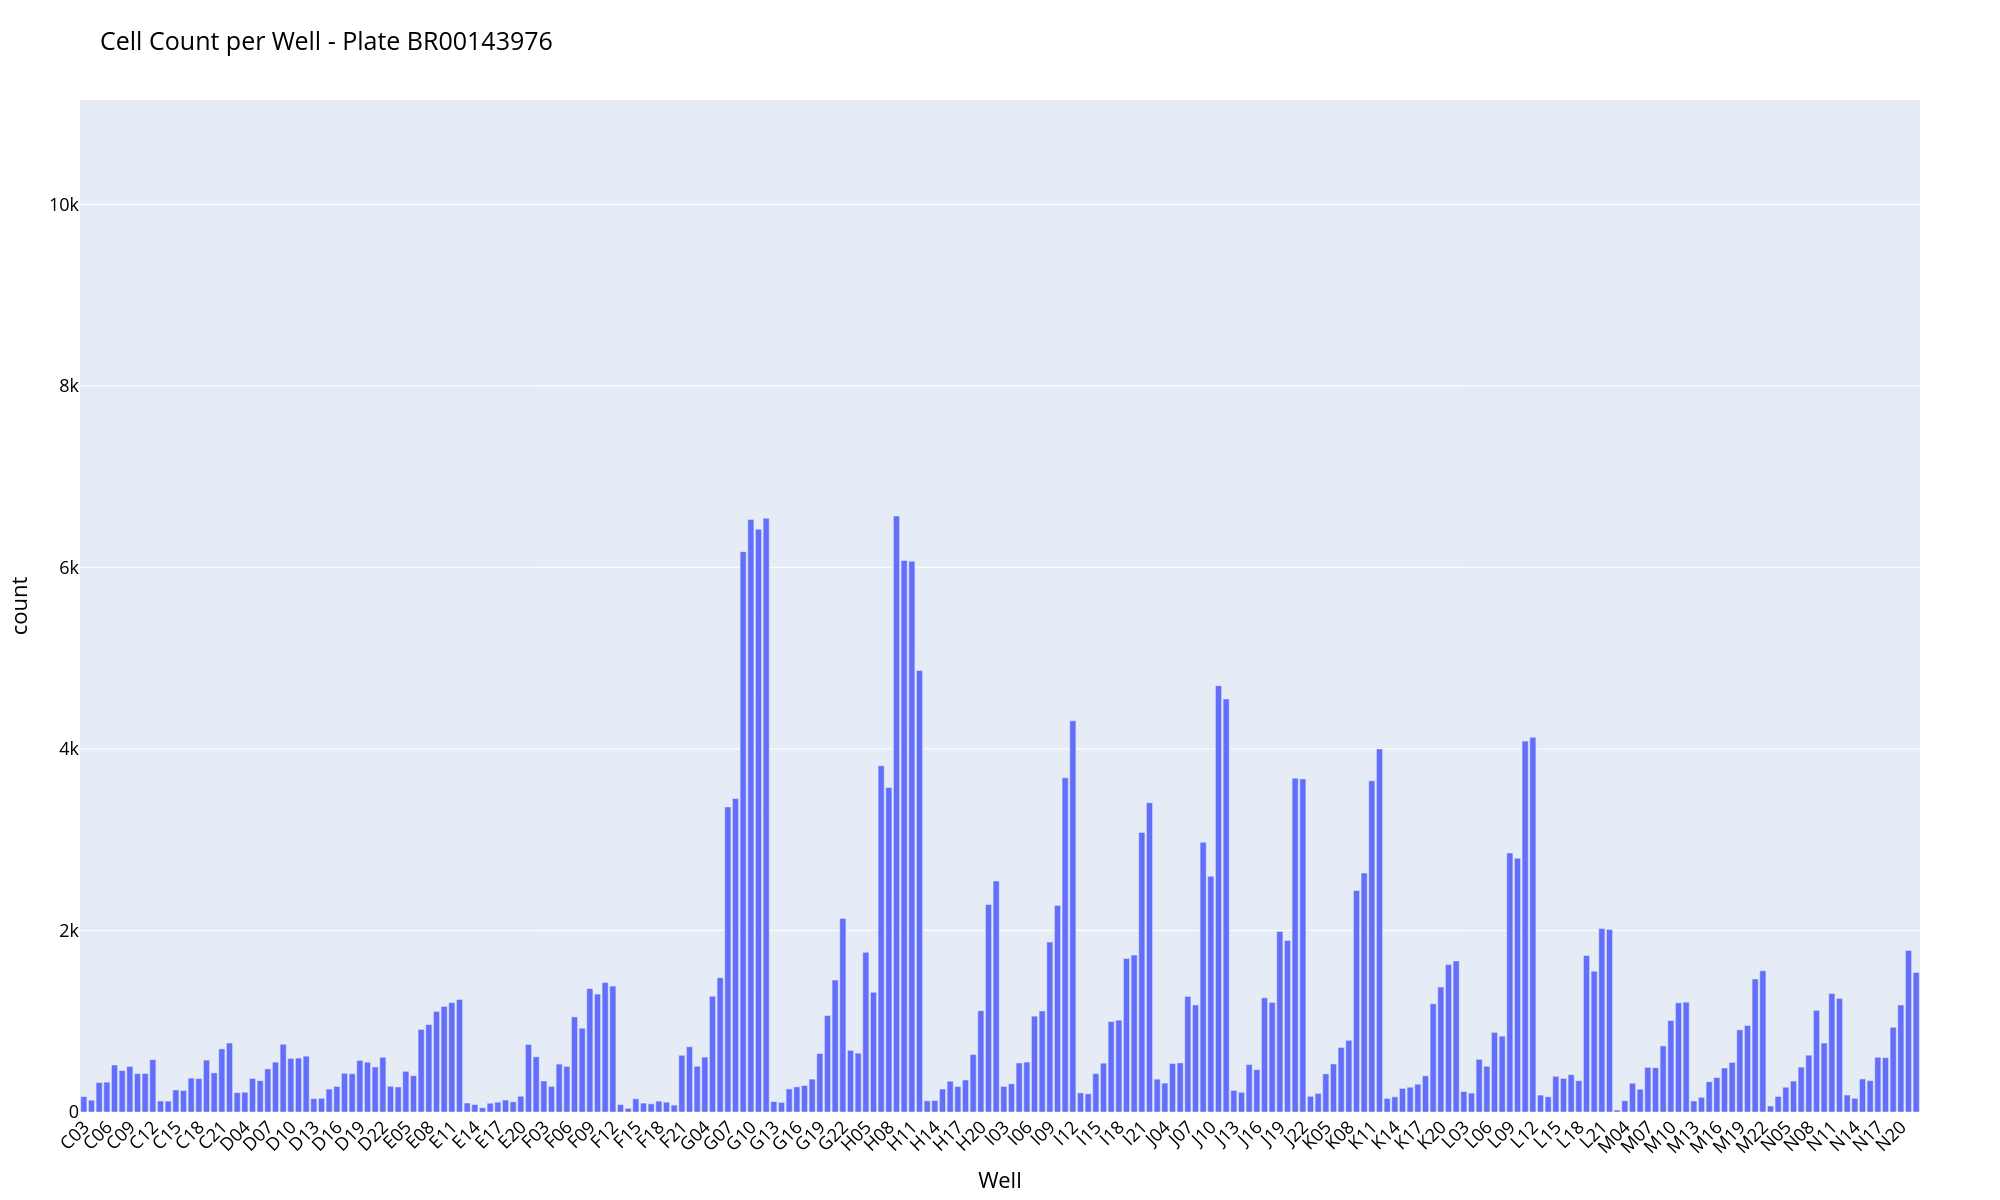 Cell Count per Well - Plate BR00143976
10k
8k
6k
4k
2k
0
count
C03 C06 C09 C12 C15 C18 C21 D04 D07 D10 D13 D16 D19 D22 E05 E08 E11 E14 E17 E20 F03 F06 F09 F12 F15 F18 F21 G04 G07 G10 G13 G16 G19 G22 H05 H08 H11 H14 H17 H20 I03 I06 I09 I12 I15 I18 I21 J04 J07 J10 J13 J16 J19 J22 K05 K08 K11 K14 K17 K20 L03 L06 L09 L12 L15 L18 L21 M04 M07 M10 M13 M16 M19 M22 N05 N08 N11 N14 N17 N20
Well